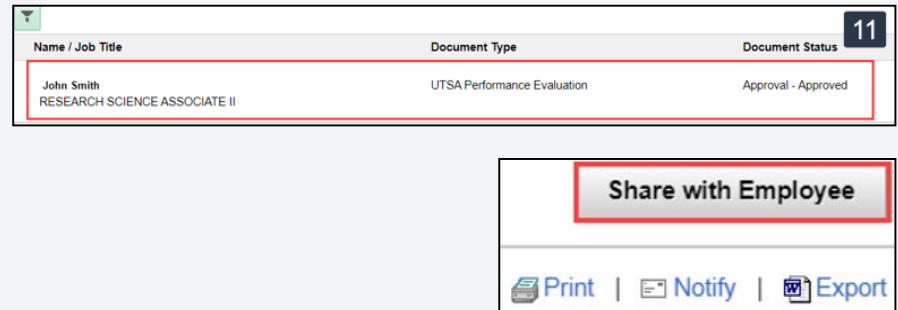 11
Name / Job Title Document Type Document Status
John Smith UTSA Performance Evaluation Approval - Approved
RESEARCH SCIENCE ASSOCIATE II
Share with Employee
Print | Notify | Export